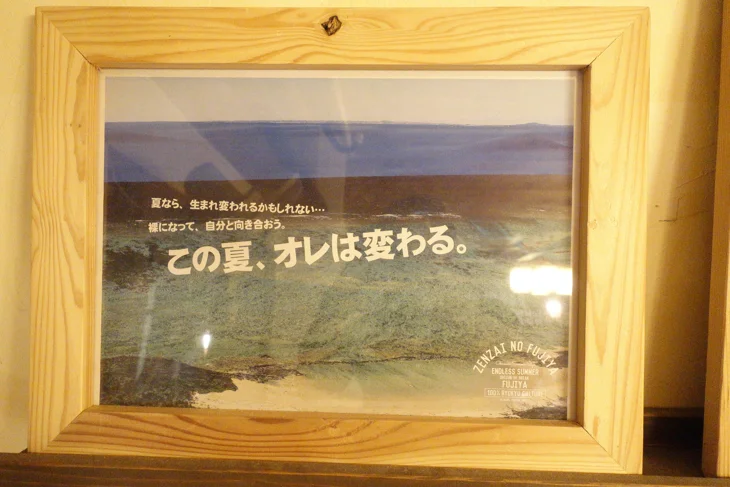 夏なら、生まれ変われるかもしれない…
裸になって、自分と向き合おう。
この夏、オレは変わる。
ZENZAI NO FUJIYA
ENDLESS SUMMER
FUJIYA